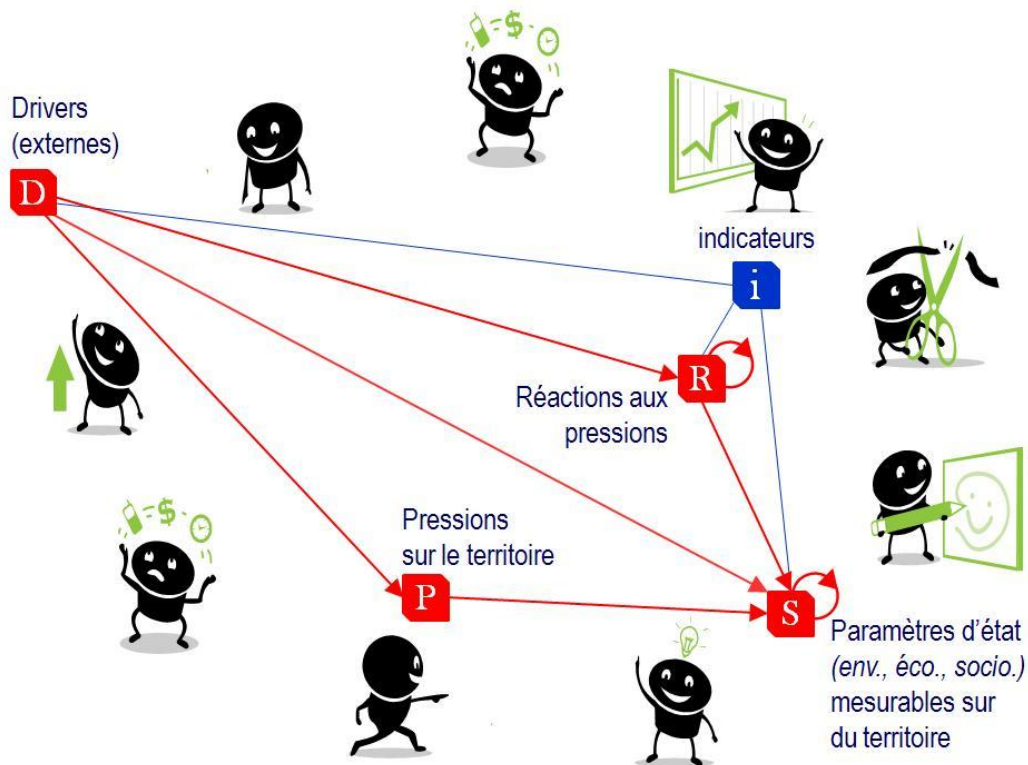 Drivers
(externes)
D
indicateurs
i
R
Réactions aux
pressions
Pressions
sur le territoire
P
S
Paramètres d'état
(env., éco., socio.)
mesurables sur
du territoire
$
$